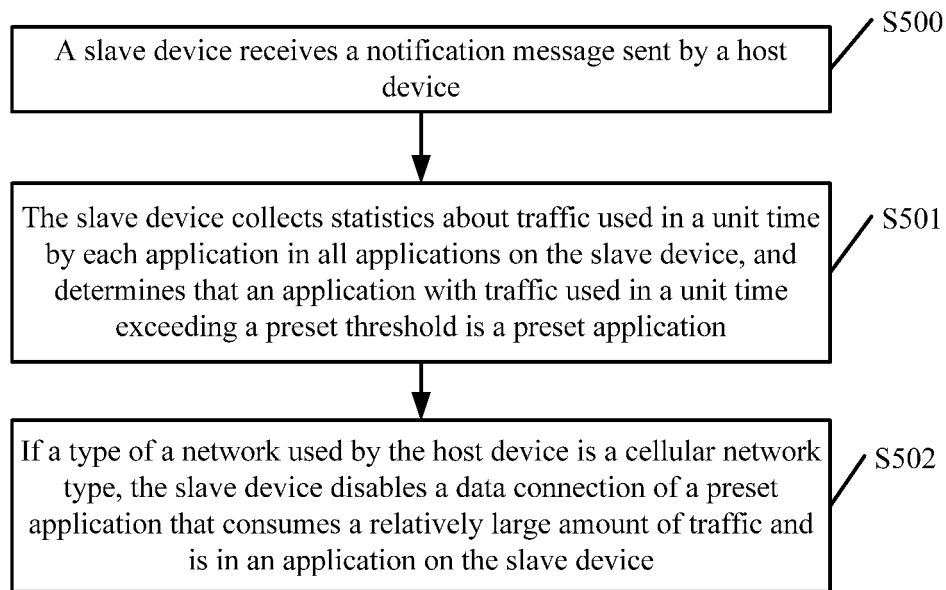 A slave device receives a notification message sent by a host
device
S500
The slave device collects statistics about traffic used in a unit time
by each application in all applications on the slave device, and
determines that an application with traffic used in a unit time
exceeding a preset threshold is a preset application
S501
If a type of a network used by the host device is a cellular network
type, the slave device disables a data connection of a preset
application that consumes a relatively large amount of traffic and
is in an application on the slave device
S502